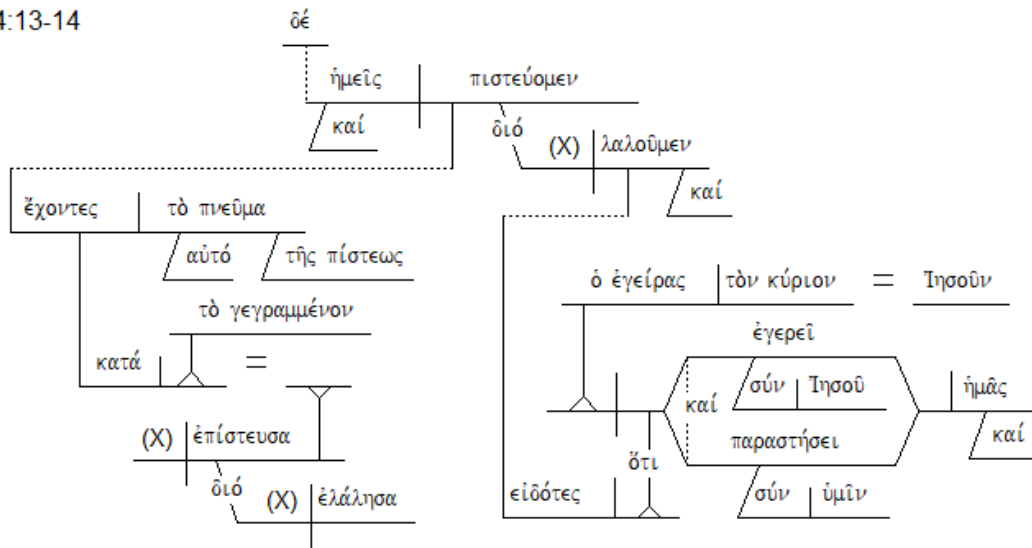 4:13-14
δέ
ἡμεῖς πιστεύομεν
καί διό (X) λαλοῦμεν
ἔχοντες τὸ πνεῦμα καί
αὐτό τῆς πίστεως
ὁ ἐγείρας τὸν κύριον = Ἰησοῦν
τὸ γεγραμμένον
ἐγερεῖ
κατά =
σύν Ἰησοῦ ἡμᾶς
καί
(X) ἐπίστευσα παραστήσει καί
ὅτι
διό (X) ἐλάλησα εἰδότες σύν ὑμῖν